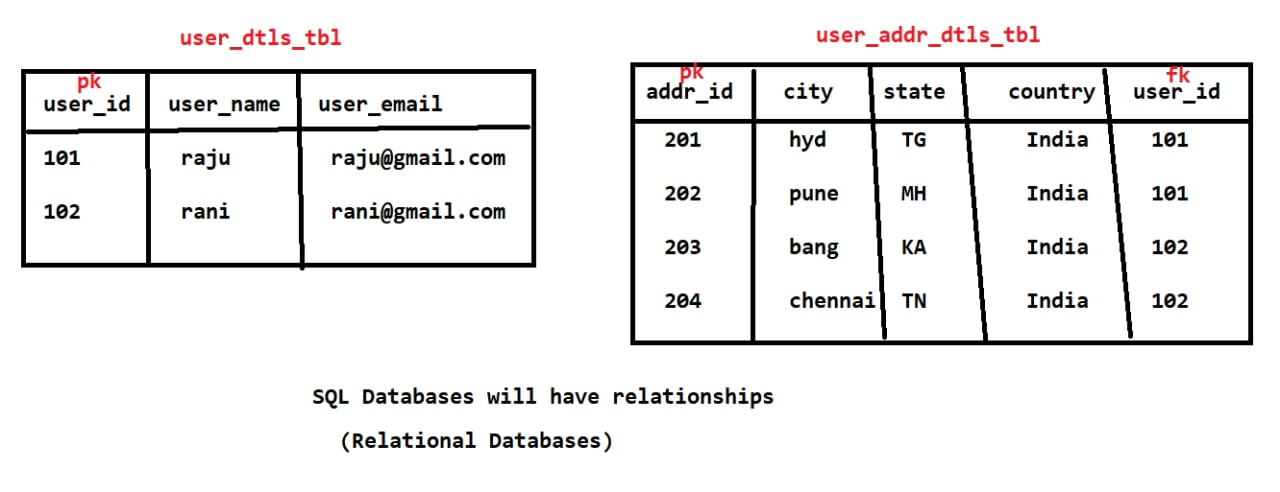 user_dtls_tbl
pk
user_id user_name user_email
101 raju raju@gmail.com
102 rani rani@gmail.com
user_addr_dtls_tbl
pk fk
addr_id city state country user_id
201 hyd TG India 101
202 pune MH India 101
203 bang KA India 102
204 chennai TN India 102
SQL Databases will have relationships
(Relational Databases)